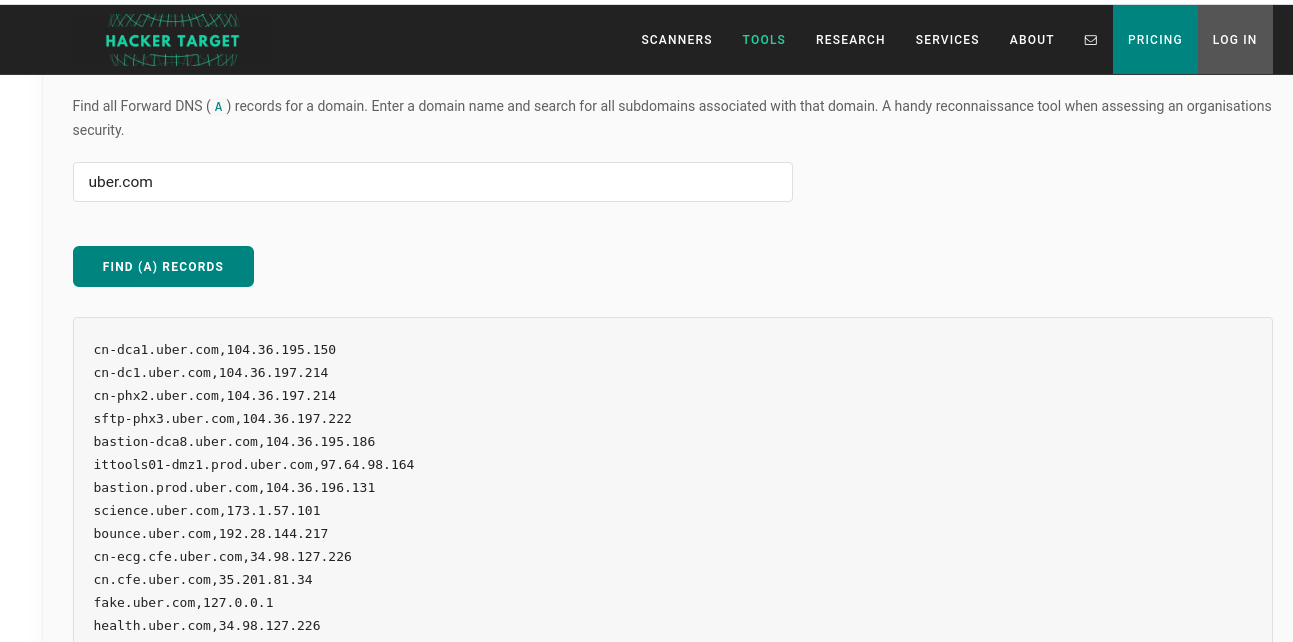 HACKER TARGET
SCANNERS TOOLS RESEARCH SERVICES ABOUT PRICING LOG IN
Find all Forward DNS ( A ) records for a domain. Enter a domain name and search for all subdomains associated with that domain. A handy reconnaissance tool when assessing an organisations
security.
uber.com
FIND (A) RECORDS
cn-dca1.uber.com,104.36.195.150
cn-dc1.uber.com,104.36.197.214
cn-phx2.uber.com,104.36.197.214
sftp-phx3.uber.com,104.36.197.222
bastion-dca8.uber.com,104.36.195.186
ittools01-dmz1.prod.uber.com,97.64.98.164
bastion.prod.uber.com,104.36.196.131
science.uber.com,173.1.57.101
bounce.uber.com,192.28.144.217
cn-ecg.cfe.uber.com,34.98.127.226
cn.cfe.uber.com,35.201.81.34
fake.uber.com,127.0.0.1
health.uber.com,34.98.127.226